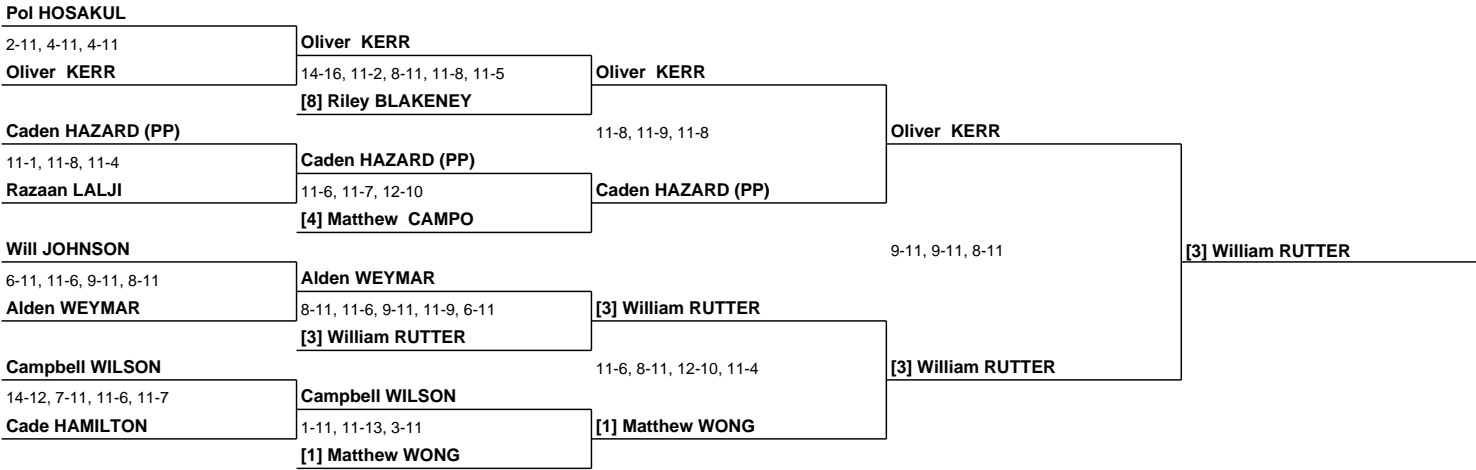 Pol HOSAKUL
2-11, 4-11, 4-11
Oliver KERR
Caden HAZARD (PP)
11-1, 11-8, 11-4
Razaan LALJI
Will JOHNSON
6-11, 11-6, 9-11, 8-11
Alden WEYMAR
Campbell WILSON
14-12, 7-11, 11-6, 11-7
Cade HAMILTON
Oliver KERR
14-16, 11-2, 8-11, 11-8, 11-5
[8] Riley BLAKENEY
Caden HAZARD (PP)
11-6, 11-7, 12-10
[4] Matthew CAMPO
Alden WEYMAR
8-11, 11-6, 9-11, 11-9, 6-11
[3] William RUTTER
Campbell WILSON
1-11, 11-13, 3-11
[1] Matthew WONG
Oliver KERR
11-8, 11-9, 11-8
Caden HAZARD (PP)
[3] William RUTTER
11-6, 8-11, 12-10, 11-4
[1] Matthew WONG
Oliver KERR
9-11, 9-11, 8-11
[3] William RUTTER
[3] William RUTTER